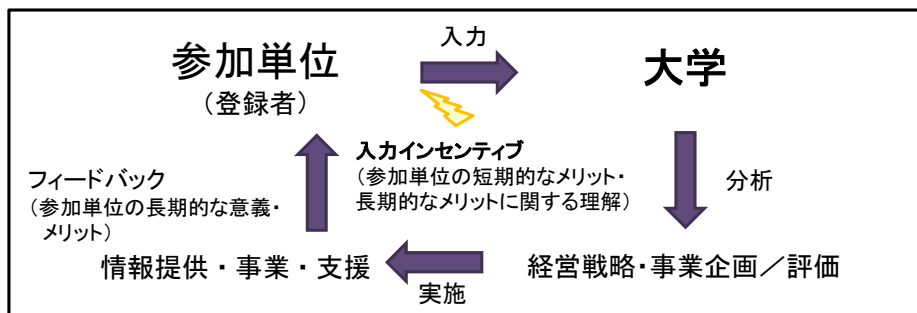 入力
参加単位
(登録者)
大学
入力インセンティブ
(参加単位の短期的なメリット・
長期的なメリットに関する理解)
フィードバック
(参加単位の長期的な意義・
メリット)
分析
情報提供・事業・支援
経営戦略・事業企画／評価
実施